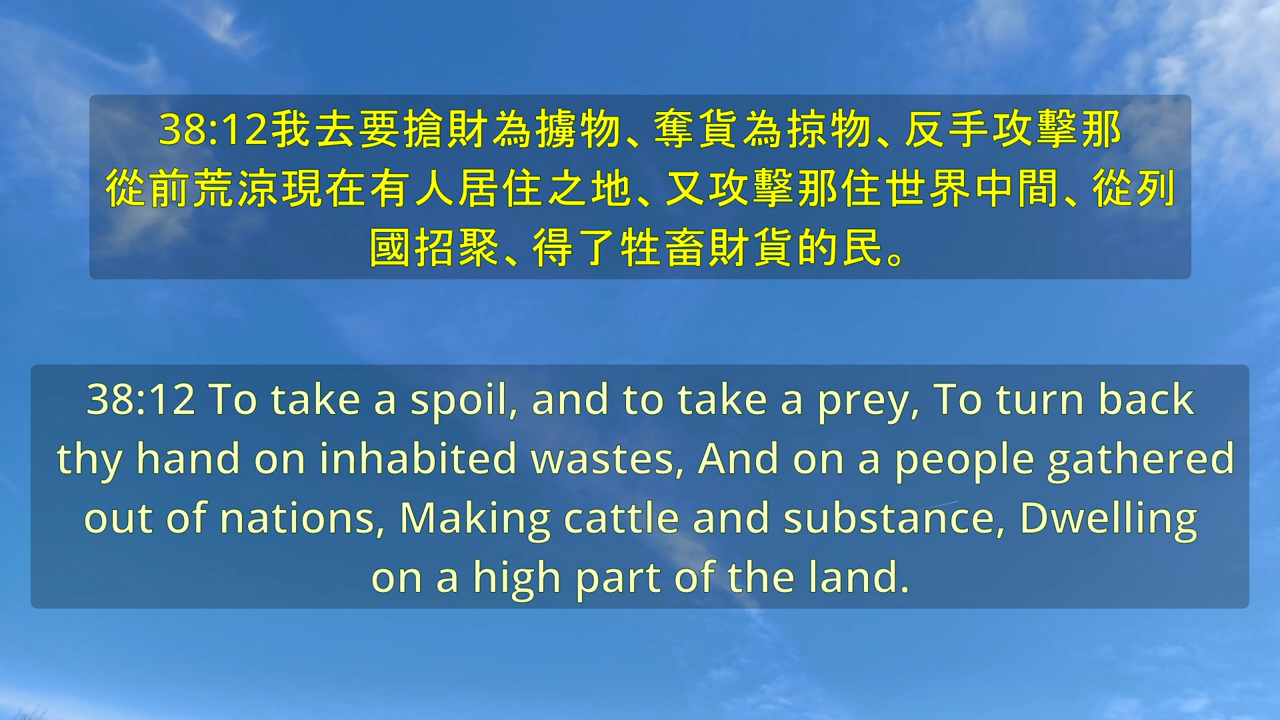 38:12我去要搶財為擄物、奪貨為掠物、反手攻擊那
從前荒涼現在有人居住之地、又攻擊那住世界中間、從列
國招聚、得了牲畜財貨的民。
38:12 To take a spoil, and to take a prey, To turn back
thy hand on inhabited wastes, And on a people gathered
out of nations, Making cattle and substance, Dwelling
on a high part of the land.